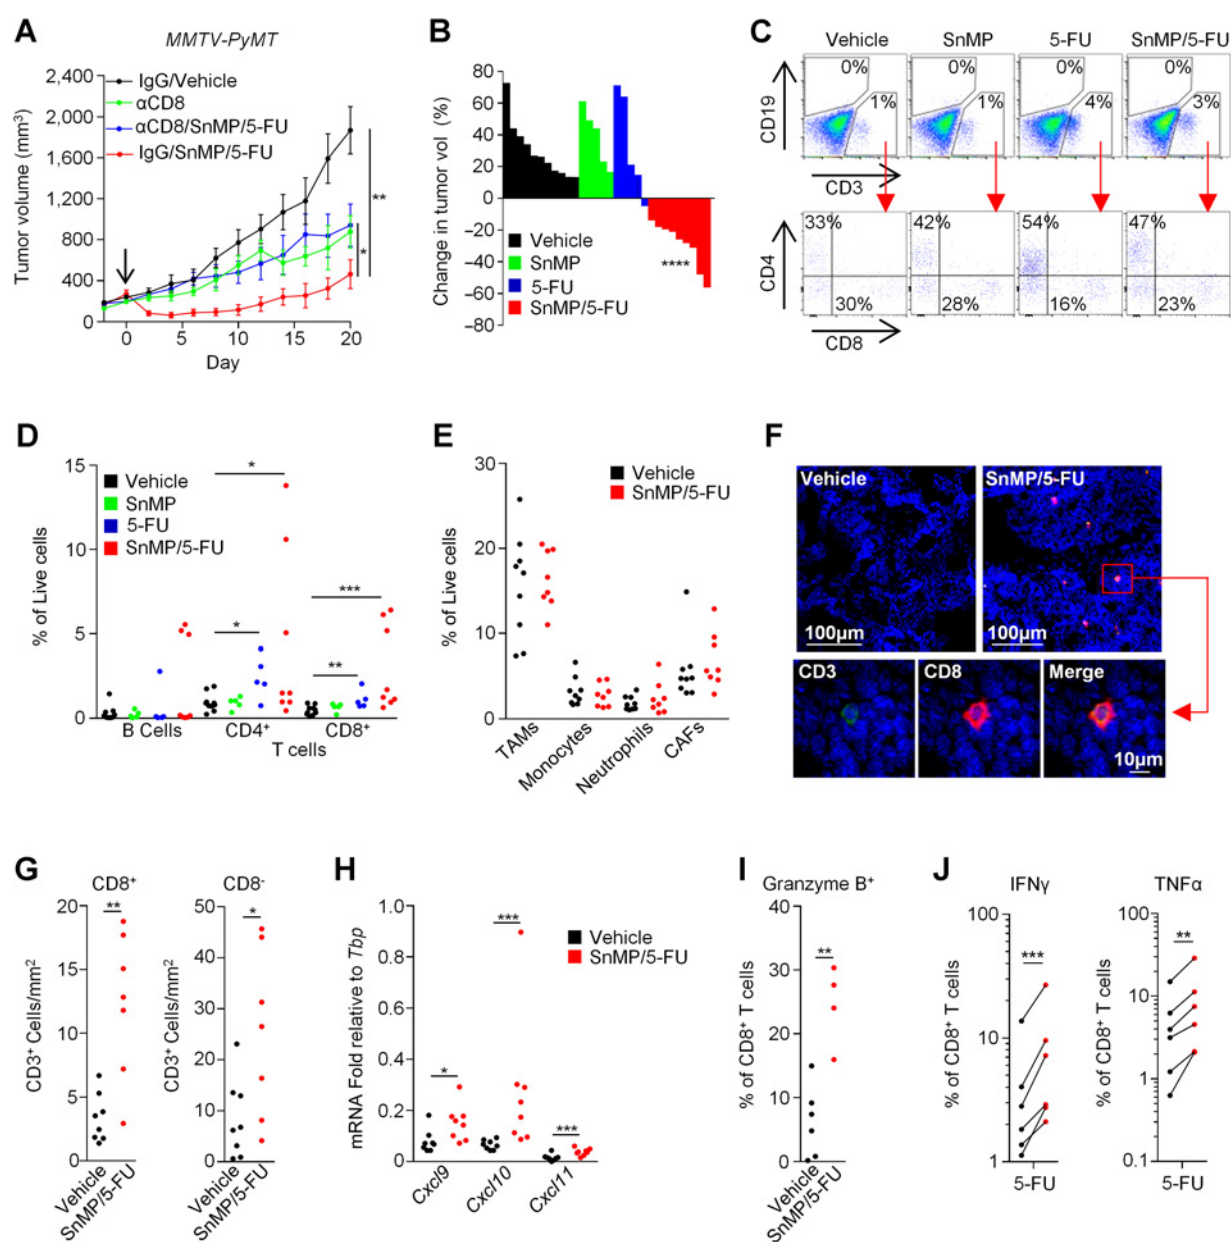 A
MMTV-PyMT
IgG/Vehicle
αCD8
αCD8/SnMP/5-FU
IgG/SnMP/5-FU
Tumor volume (mm³)
2,400
2,000
1,600
1,200
800
400
0
0 5 10 15 20
Day
**
*
B
Change in tumor vol (%)
80
60
40
20
0
−20
−40
−60
−80
Vehicle
SnMP
5-FU
SnMP/5-FU
****
C
Vehicle SnMP 5-FU SnMP/5-FU
CD19
0% 0% 0% 0%
1% 1% 4% 3%
CD3
CD4
33% 42% 54% 47%
30% 28% 16% 23%
CD8
D
% of Live cells
15
10
5
0
Vehicle
SnMP
5-FU
SnMP/5-FU
*
*
**
***
B Cells CD4⁺ CD8⁺
T cells
E
% of Live cells
30
20
10
0
Vehicle
SnMP/5-FU
TAMs
Monocytes
Neutrophils
CAFs
F
Vehicle
SnMP/5-FU
100μm
100μm
CD3
CD8
Merge
10μm
G
CD8⁺
CD3⁺ Cells/mm²
20
15
10
5
0
**
Vehicle
SnMP/5-FU
CD8⁻
CD3⁺ Cells/mm²
50
40
30
20
10
0
*
Vehicle
SnMP/5-FU
H
mRNA Fold relative to Tbp
1.0
0.8
0.6
0.4
0.2
0
Vehicle
SnMP/5-FU
*
***
***
Cxcl9
Cxcl10
Cxcl11
I
Granzyme B⁺
% of CD8⁺ T cells
40
30
20
10
0
**
Vehicle
SnMP/5-FU
J
IFNγ
% of CD8⁺ T cells
100
10
1
***
5-FU
TNFα
% of CD8⁺ T cells
100
10
1
0.1
**
5-FU